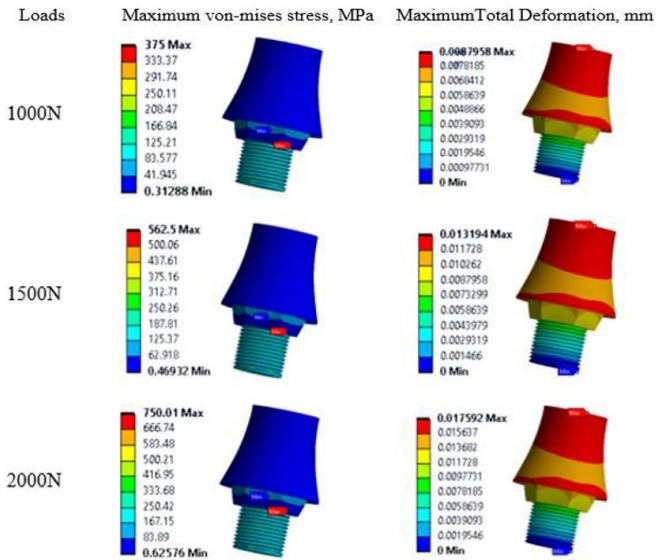 Loads Maximum von-mises stress, MPa MaximumTotal Deformation, mm
1000N
375 Max
333.37
291.74
250.11
208.47
166.84
125.21
83.577
41.945
0.31288 Min
Min
0.0087958 Max
0.0078185
0.0068412
0.0058639
0.0048866
0.0039093
0.0029319
0.0019546
0.00097731
0 Min
1500N
562.5 Max
500.06
437.61
375.16
312.71
250.26
187.81
125.37
62.918
0.46932 Min
Min
0.013194 Max
0.011728
0.010262
0.0087958
0.0073299
0.0058639
0.0043979
0.0029319
0.001466
0 Min
2000N
750.01 Max
666.74
583.48
500.21
416.95
333.68
250.42
167.15
83.89
0.62576 Min
Min
0.017592 Max
0.015637
0.013682
0.011728
0.0097731
0.0078185
0.0058639
0.0039093
0.0019546
0 Min